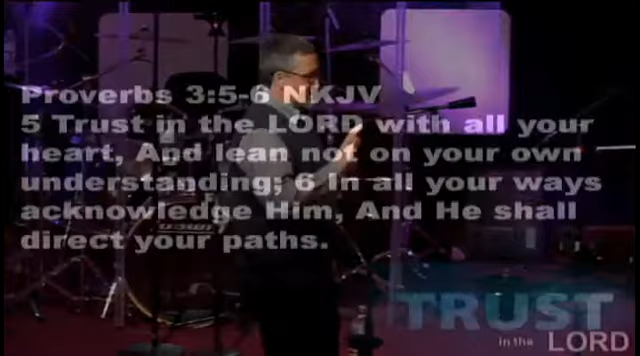 Proverbs 3:5-6 NKJV
5 Trust in the LORD with all your
heart, And lean not on your own
understanding; 6 In all your ways
acknowledge Him, And He shall
direct your paths.
TRUST
in the LORD